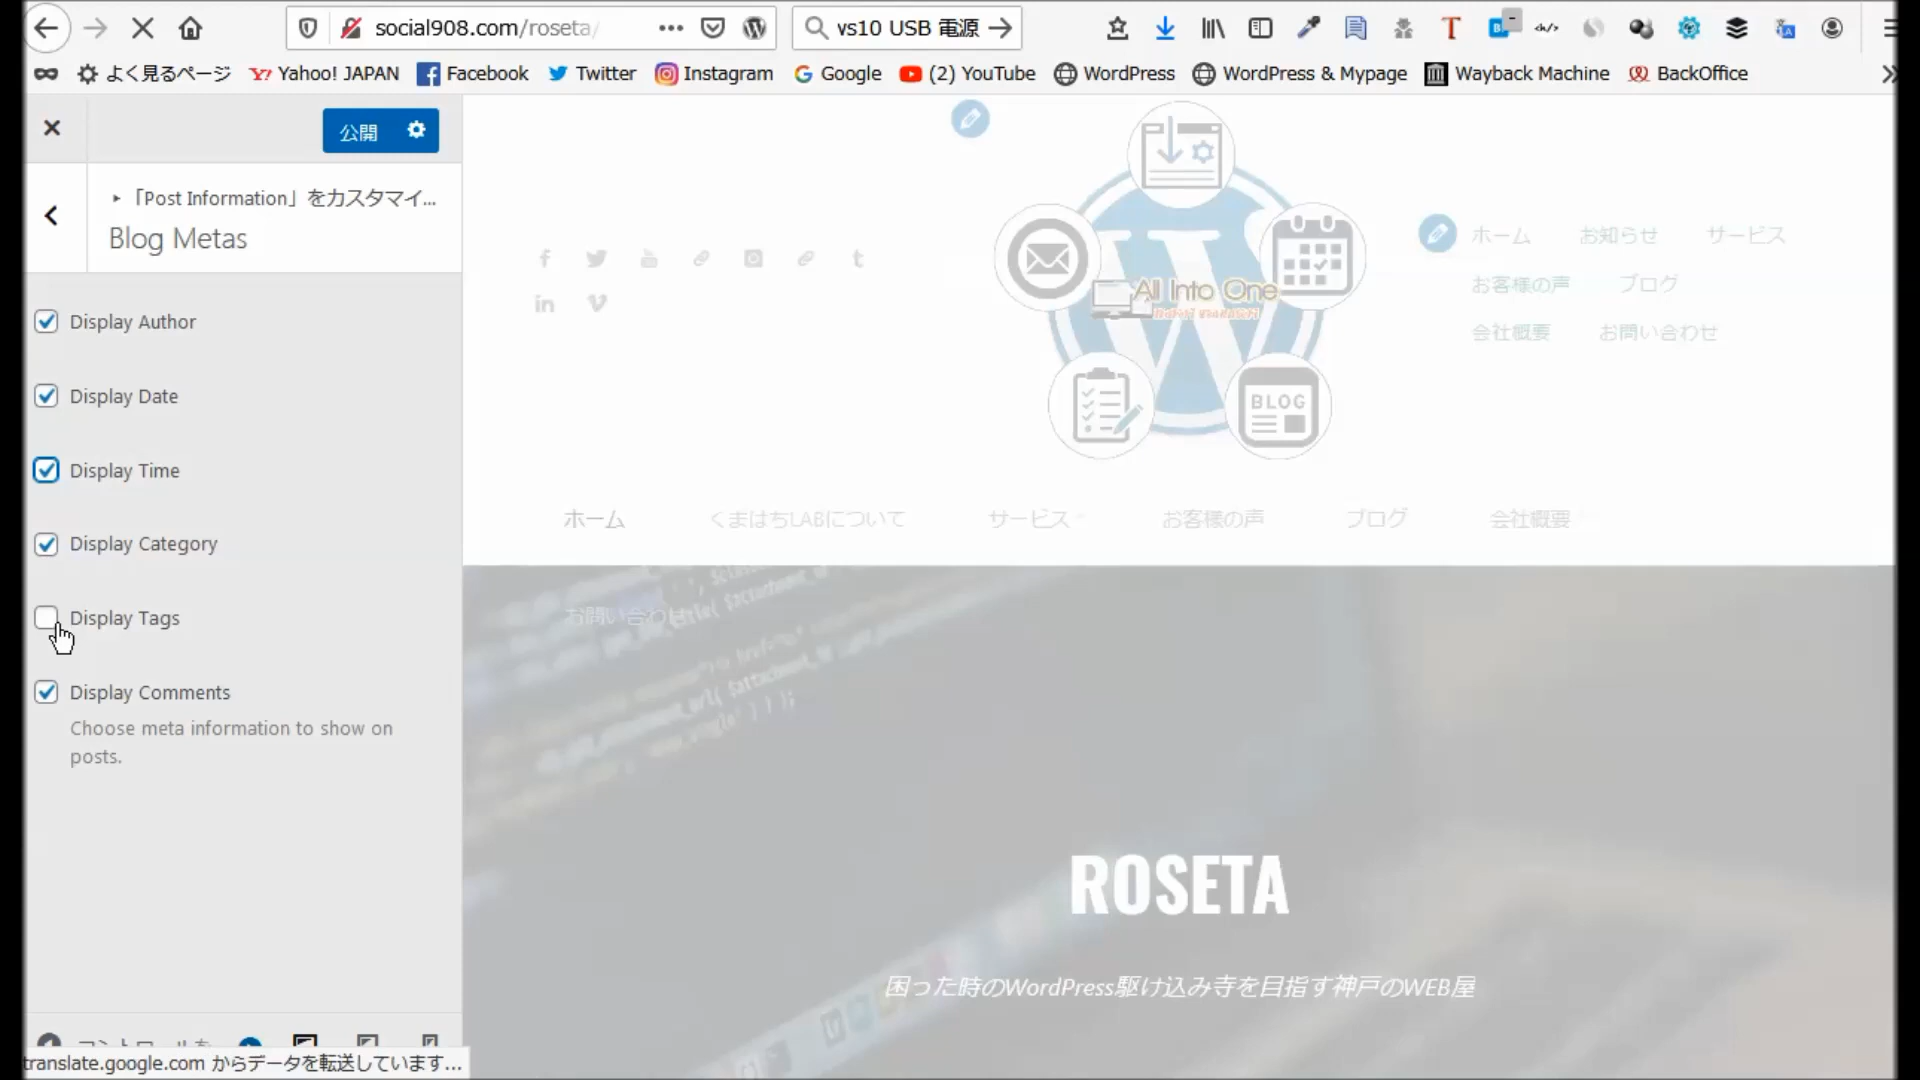 social908.com/roseta/
vs10 USB 電源
よく見るページ
Yahoo! JAPAN
Facebook
Twitter
Instagram
Google
(2) YouTube
WordPress
WordPress & Mypage
Wayback Machine
BackOffice
公開
「Post Information」をカスタマイ...
Blog Metas
Display Author
Display Date
Display Time
Display Category
Display Tags
Display Comments
Choose meta information to show on
posts.
translate.google.com からデータを転送しています...
All Into One
BLOG
ホーム お知らせ サービス
お客様の声 ブログ
会社概要 お問い合わせ
ホーム くまはちLABについて サービス お客様の声 ブログ 会社概要
お問い合わせ
ROSETA
困った時のWordPress駆け込み寺を目指す神戸のWEB屋